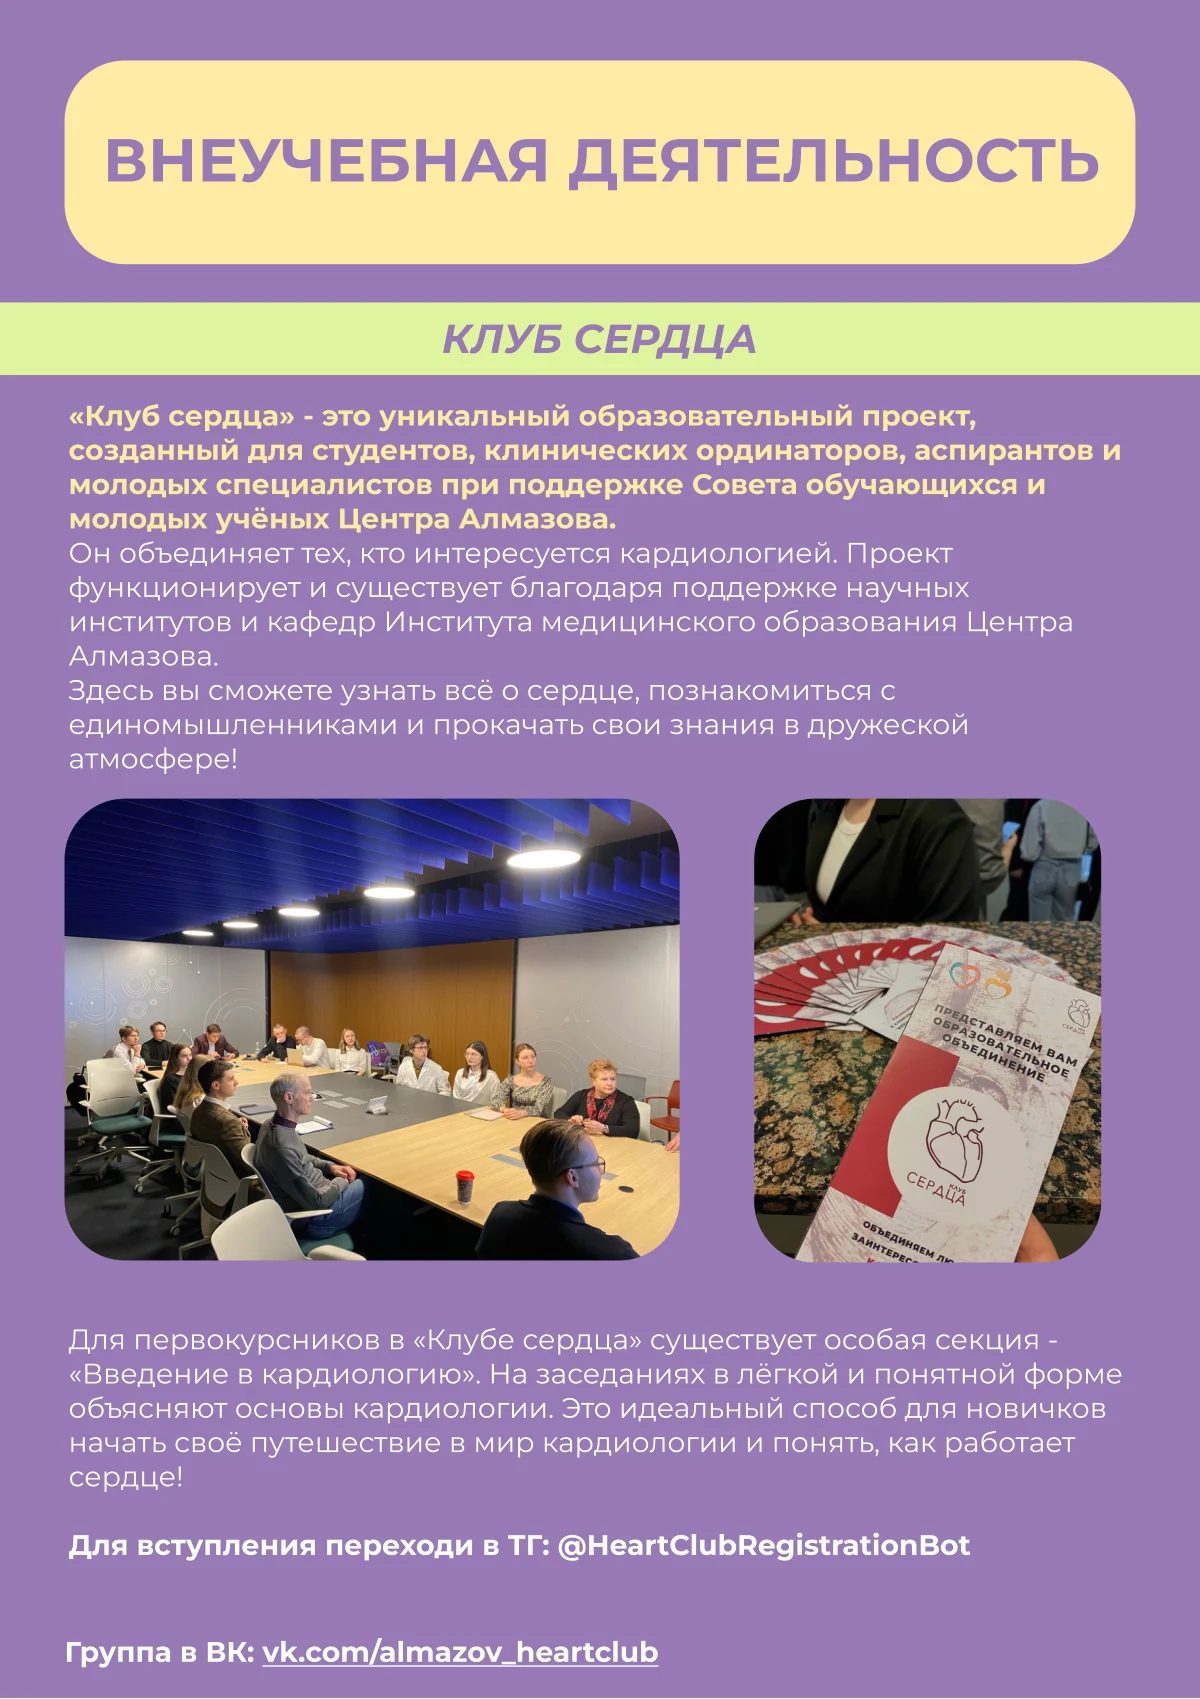 ВНЕУЧЕБНАЯ ДЕЯТЕЛЬНОСТЬ
КЛУБ СЕРДЦА
«Клуб сердца» - это уникальный образовательный проект,
созданный для студентов, клинических ординаторов, аспирантов и
молодых специалистов при поддержке Совета обучающихся и
молодых учёных Центра Алмазова.
Он объединяет тех, кто интересуется кардиологией. Проект
функционирует и существует благодаря поддержке научных
институтов и кафедр Института медицинского образования Центра
Алмазова.
Здесь вы сможете узнать всё о сердце, познакомиться с
единомышленниками и прокачать свои знания в дружеской
атмосфере!
СЕРДЦА
ПРЕДСТАВЛЯЕМ ВАМ
ОБРАЗОВАТЕЛЬНОЕ
ОБЪЕДИНЕНИЕ
КЛУБ
СЕРДЦА
ОБЪЕДИНЯЕМ
Для первокурсников в «Клубе сердца» существует особая секция -
«Введение в кардиологию». На заседаниях в лёгкой и понятной форме
объясняют основы кардиологии. Это идеальный способ для новичков
начать своё путешествие в мир кардиологии и понять, как работает
сердце!
Для вступления переходи в ТГ: @HeartClubRegistrationBot
Группа в ВК: vk.com/almazov_heartclub